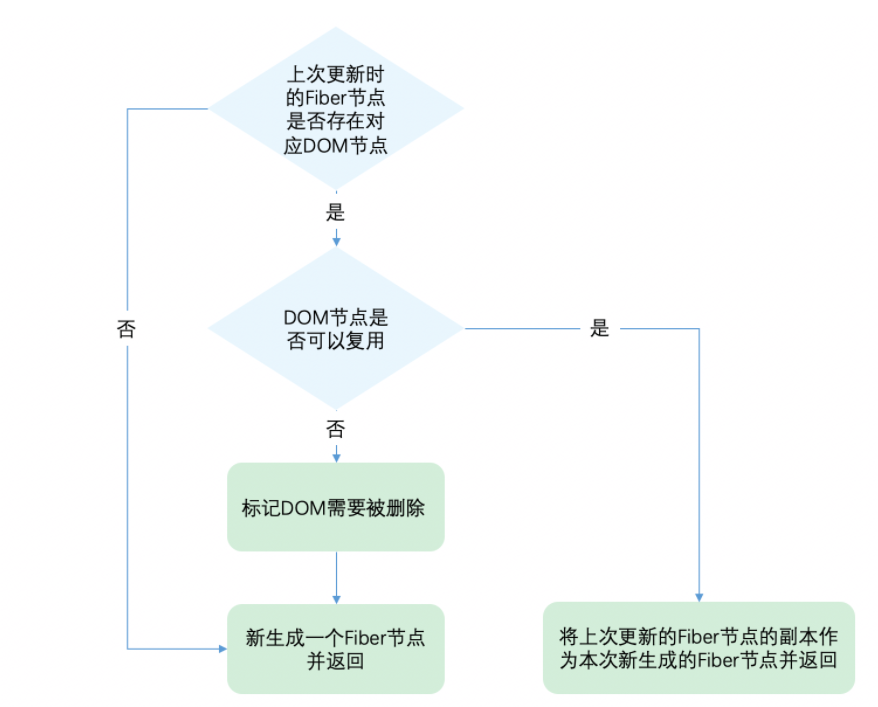 上次更新时
的Fiber节点
是否存在对
应DOM节点
是
否
DOM节点是
否可以复用
是
否
标记DOM需要被删除
新生成一个Fiber节点
并返回
将上次更新的Fiber节点的副本作
为本次新生成的Fiber节点并返回